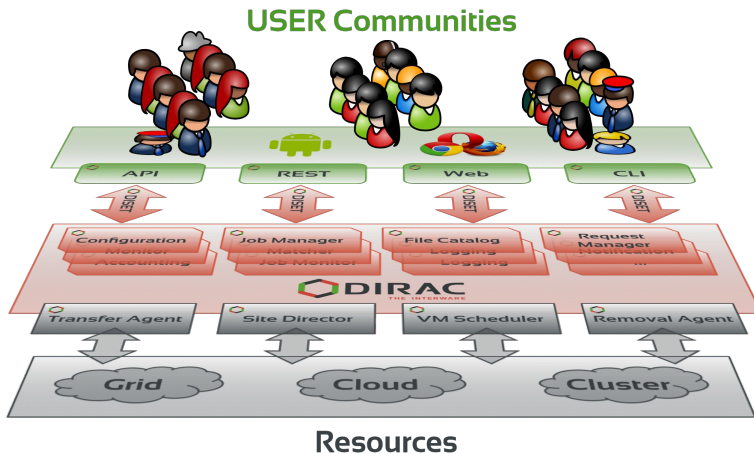 USER Communities
API
REST
Web
CLI
DISET
DISET
DISET
DISET
Configuration
Monitor
Accounting
Job Manager
Matcher
Job Monitor
File Catalog
Logging
Logging
Request
Manager
Notification
...
DIRAC
THE INTERWARE
Transfer Agent
Site Director
VM Scheduler
Removal Agent
Grid
Cloud
Cluster
Resources